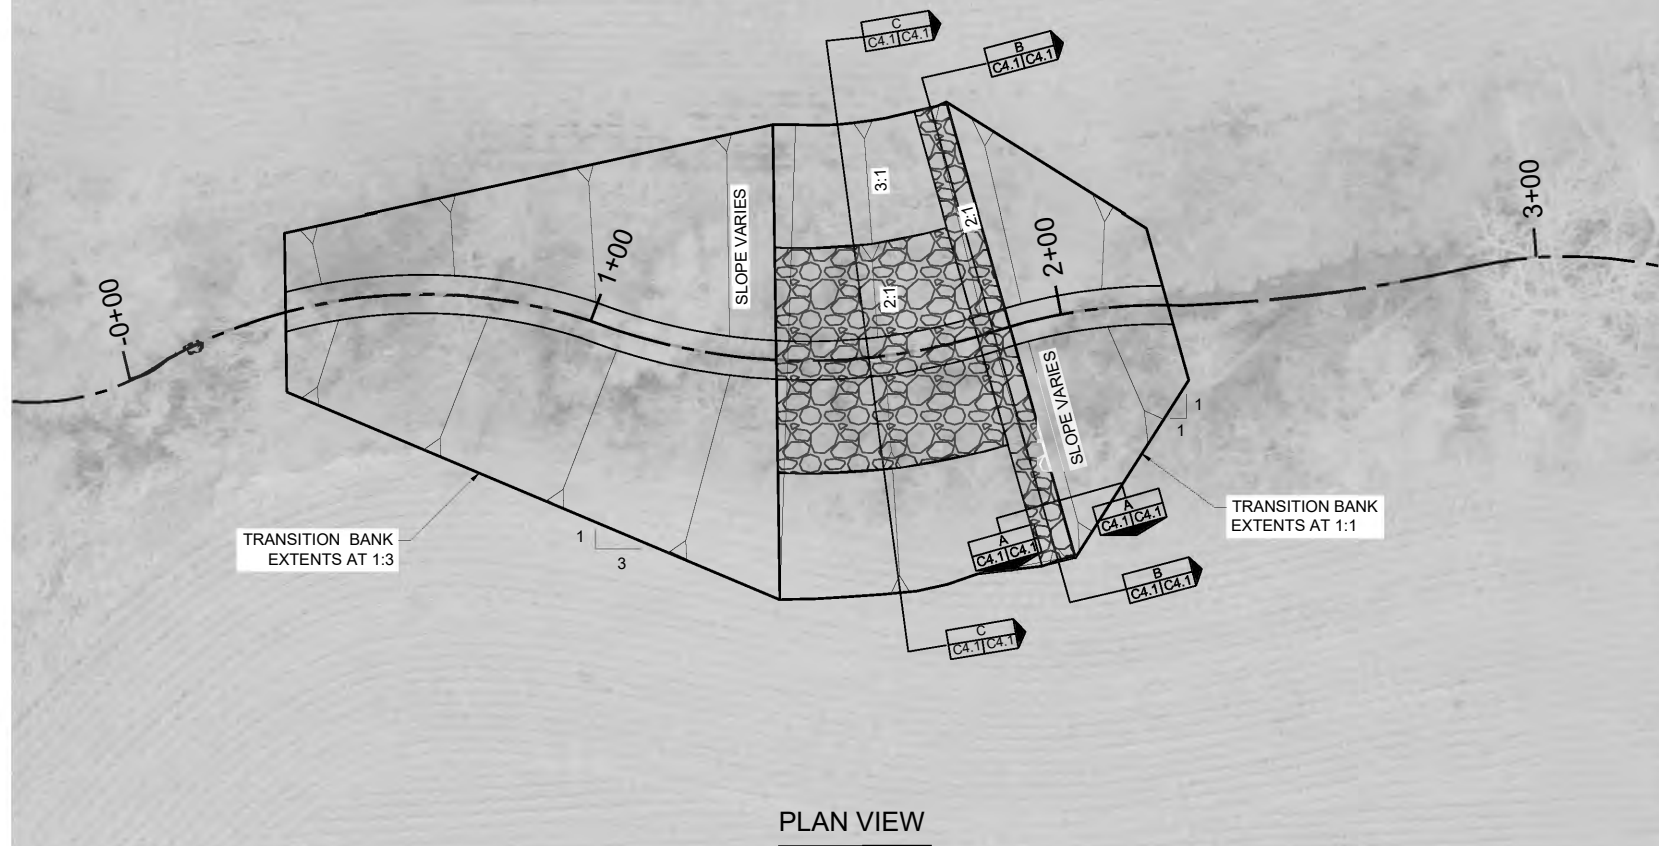 C
C4.1 C4.1
B
C4.1 C4.1
3:1
2:1
SLOPE VARIES
2:1
-0+00
1+00
2+00
3+00
SLOPE VARIES
1
1
TRANSITION BANK
EXTENTS AT 1:3
1
3
A
C4.1 C4.1
A
C4.1 C4.1
TRANSITION BANK
EXTENTS AT 1:1
B
C4.1 C4.1
C
C4.1 C4.1
PLAN VIEW